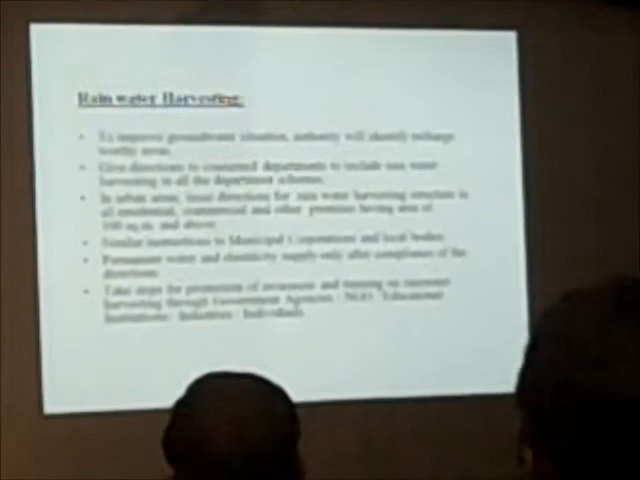 Rain water Harvesting:
To improve groundwater situation, authority will identify recharge
worthy areas.
Give directions to concerned departments to include rain water
harvesting in all the department schemes.
In urban areas, issue directions for rain water harvesting structure in
all residential, commercial and other premises having area of
100 sq.m. and above.
Similar instructions to Municipal Corporations and local bodies.
Permanent water and electricity supply only after compliance of the
directions.
Take steps for promotion of awareness and training on rainwater
harvesting through Government Agencies / NGO / Educational
Institutions / Industries / Individuals.